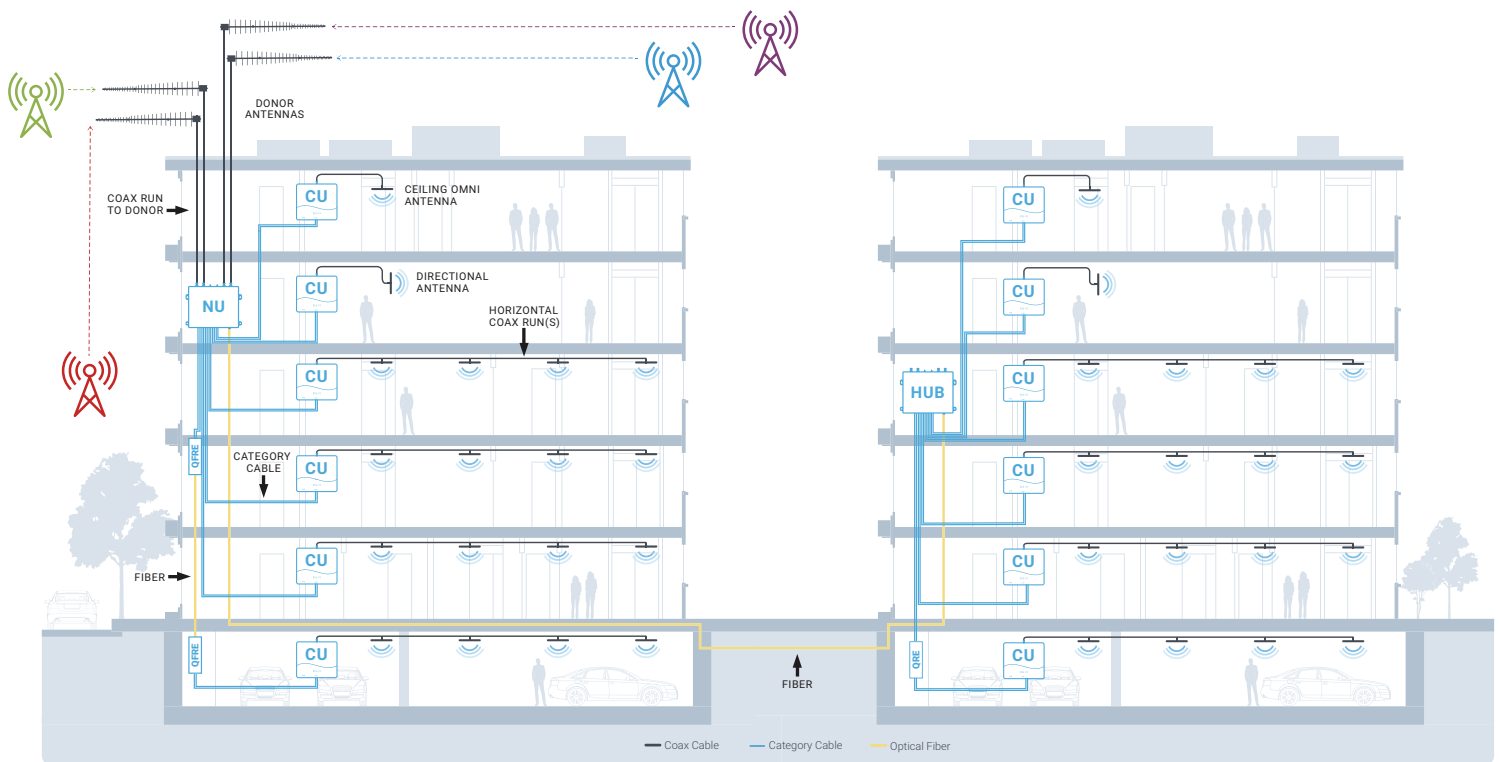 DONOR
ANTENNAS
COAX RUN
TO DONOR
CU
CEILING OMNI
ANTENNA
CU
NU
CU
DIRECTIONAL
ANTENNA
CU
HORIZONTAL
COAX RUN(S)
CU
CU
HUB
QFRE
CATEGORY
CABLE
CU
CU
FIBER
CU
CU
QFRE
CU
QRE
CU
FIBER
Coax Cable
Category Cable
Optical Fiber